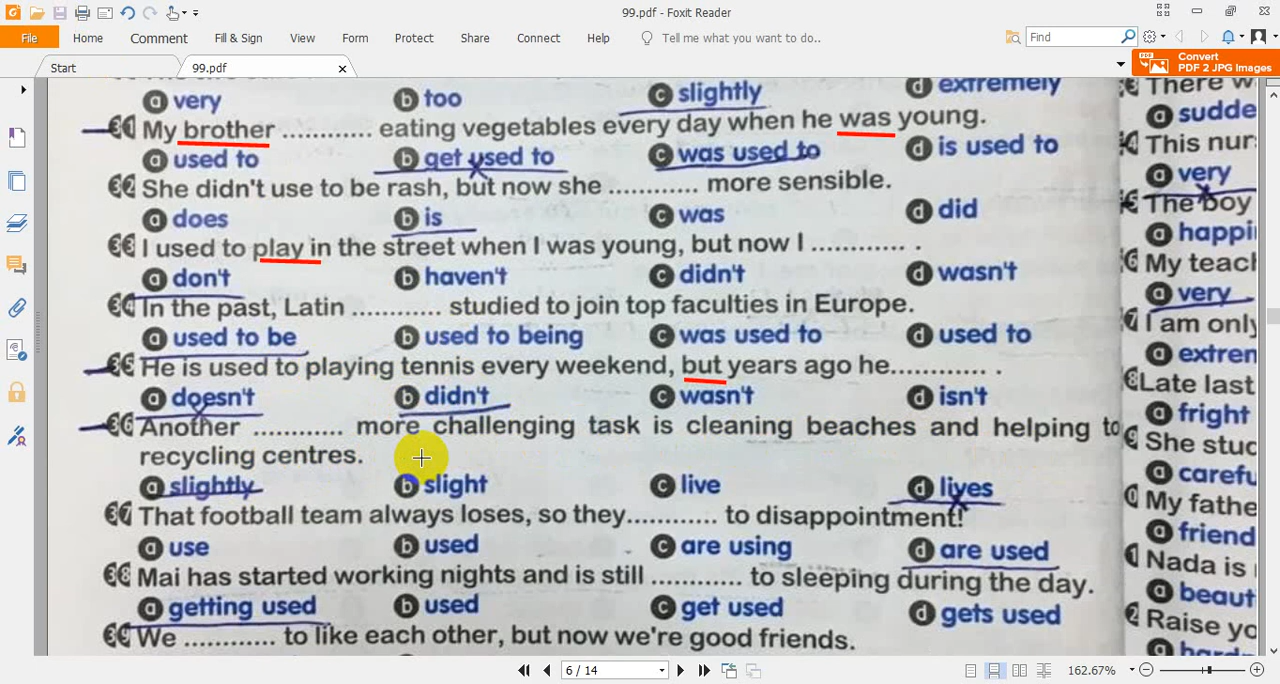 99.pdf - Foxit Reader
File Home Comment Fill & Sign View Form Protect Share Connect Help Tell me what you want to do.. Find
Start 99.pdf Convert
PDF 2 JPG Images
a very b too c slightly d extremely
31 My brother ............ eating vegetables every day when he was young.
a used to b get used to c was used to d is used to
32 She didn't use to be rash, but now she ............ more sensible.
a does b is c was d did
33 I used to play in the street when I was young, but now I ............ .
a don't b haven't c didn't d wasn't
34 In the past, Latin ............ studied to join top faculties in Europe.
a used to be b used to being c was used to d used to
35 He is used to playing tennis every weekend, but years ago he............ .
a doesn't b didn't c wasn't d isn't
36 Another ............ more challenging task is cleaning beaches and helping to
recycling centres.
a slightly b slight c live d lives
37 That football team always loses, so they............ to disappointment!
a use b used c are using d are used
38 Mai has started working nights and is still ............ to sleeping during the day.
a getting used b used c get used d gets used
39 We ............ to like each other, but now we're good friends.
There w
a
This nur
a very
The boy
a
My teach
a very
I am only
a
Late last
a fright
She stud
a
My father
a
Nada is
a
Raise yo
6 / 14 162.67%